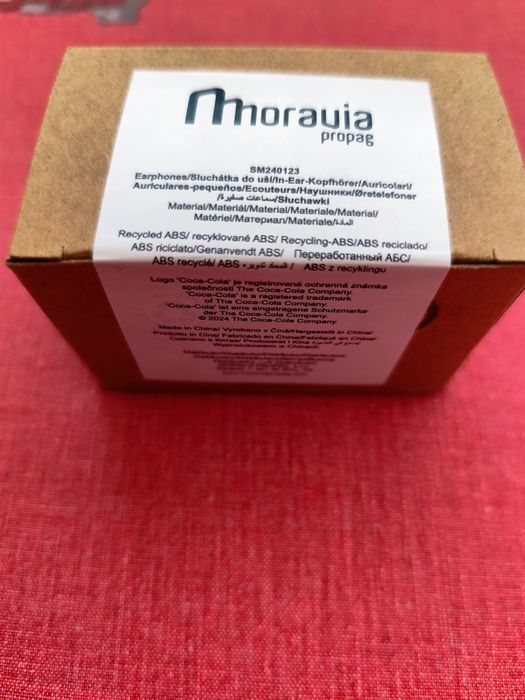 moravia
propag
SM240123
Earphones/Sluchátka do uší/In-Ear-Kopfhörer/Auricolari/
Auriculares-pequeños/Ecouteurs/Наушники/Øretelefoner
/سماعات صغيرة/Słuchawki
Material/Materiál/Material/Materiale/Material/
Matériel/Материал/Materiale/المادة/
Recycled ABS/ recyklované ABS/ Recycling-ABS/ABS reciclado/
ABS riciclato/Genanvendt ABS/ Переработанный АБС/
ABS recyclé/ ABS / ABS z recyklingu
Logo 'Coca-Cola' je registrovaná ochranná známka
společnosti The Coca-Cola Company.
'Coca-Cola' is a registered trademark
of The Coca-Cola Company.
'Coca-Cola' ist eine eingetragene Schutzmarke
der The Coca-Cola Company.
© 2024 The Coca-Cola Company.
Made in China/ Vyrobeno v Číně/Hergestellt in China/
Prodotto in Cina/ Fabricado en China/Fabriqué en China/
Wyprodukowano w Chinach